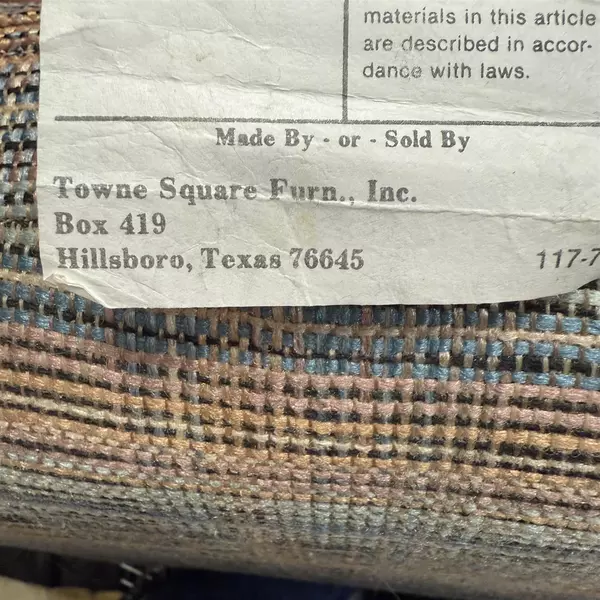 materials in this article
are described in accor-
dance with laws.
Made By - or - Sold By
Towne Square Furn., Inc.
Box 419
Hillsboro, Texas 76645
117-7